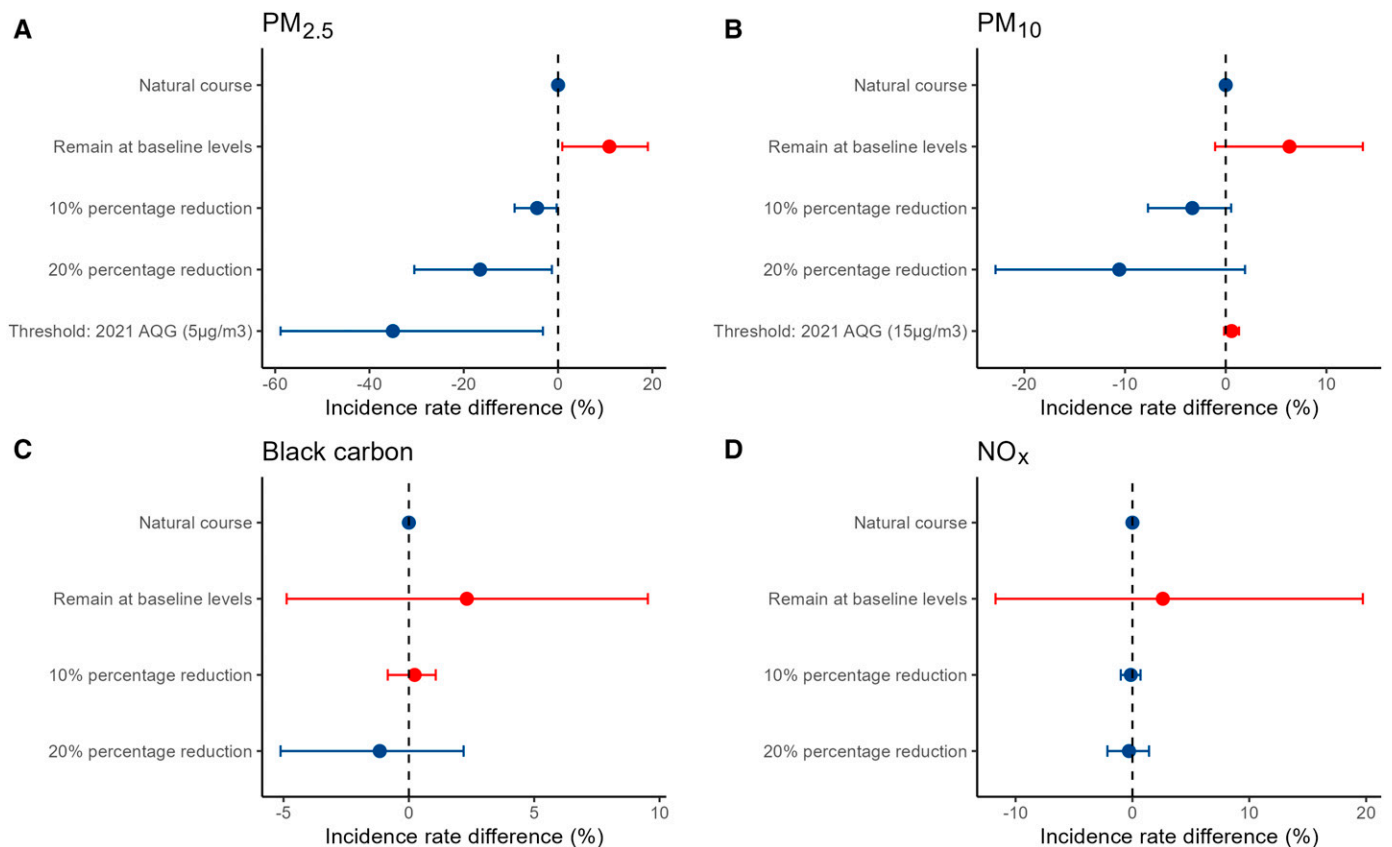 A
PM2.5
Natural course
Remain at baseline levels
10% percentage reduction
20% percentage reduction
Threshold: 2021 AQG (5µg/m3)
-60 -40 -20 0 20
Incidence rate difference (%)
B
PM10
Natural course
Remain at baseline levels
10% percentage reduction
20% percentage reduction
Threshold: 2021 AQG (15µg/m3)
-20 -10 0 10
Incidence rate difference (%)
C
Black carbon
Natural course
Remain at baseline levels
10% percentage reduction
20% percentage reduction
-5 0 5 10
Incidence rate difference (%)
D
NOx
Natural course
Remain at baseline levels
10% percentage reduction
20% percentage reduction
-10 0 10 20
Incidence rate difference (%)